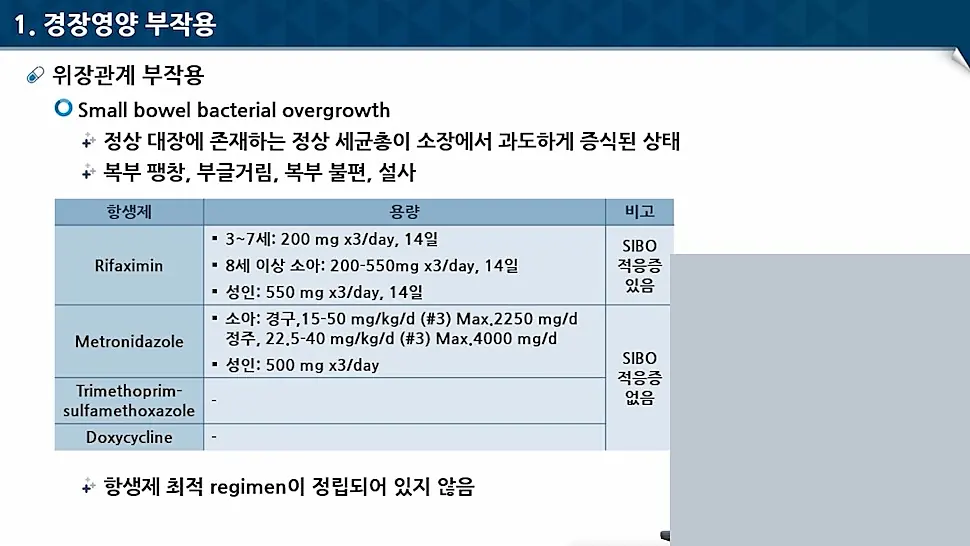 1. 경장영양 부작용
위장관계 부작용
Small bowel bacterial overgrowth
정상 대장에 존재하는 정상 세균총이 소장에서 과도하게 증식된 상태
복부 팽창, 부글거림, 복부 불편, 설사
항생제 용량 비고
Rifaximin
▪ 3~7세: 200 mg x3/day, 14일
▪ 8세 이상 소아: 200-550mg x3/day, 14일
▪ 성인: 550 mg x3/day, 14일
SIBO
적응증
있음
Metronidazole
▪ 소아: 경구,15-50 mg/kg/d (#3) Max.2250 mg/d
정주, 22.5-40 mg/kg/d (#3) Max.4000 mg/d
▪ 성인: 500 mg x3/day
SIBO
적응증
없음
Trimethoprim-
sulfamethoxazole
-
Doxycycline
-
항생제 최적 regimen이 정립되어 있지 않음